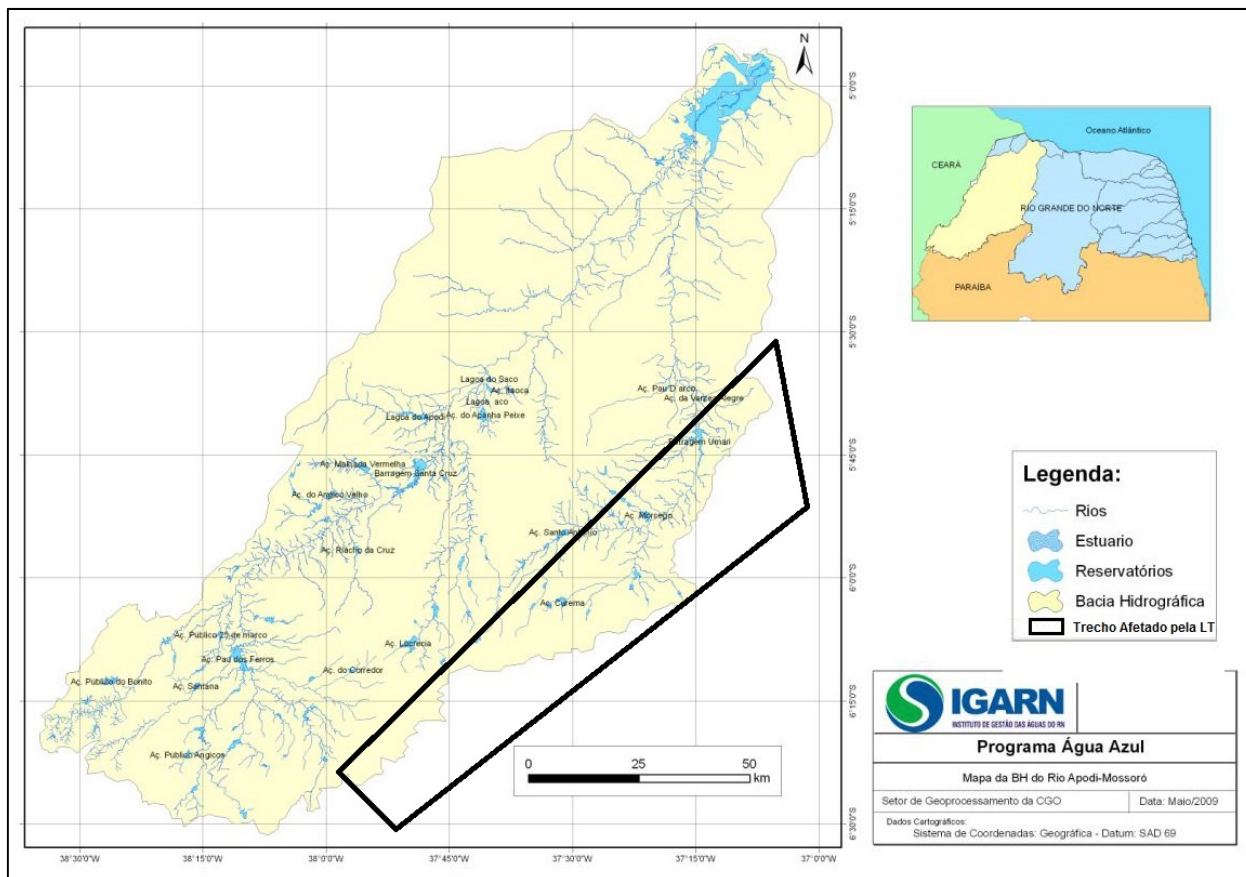 N
5°0'0"S
5°15'0"S
5°30'0"S
5°45'0"S
6°0'0"S
6°15'0"S
6°30'0"S
Lagoa do Saco
Aç. Itaoca
Lagoa aco
Lagoa do Apodi
Aç. do Apanha Peixe
Aç. Pau D arco
Aç. da Varzea Alegre
Barragem Umari
Aç. Malhada Vermelha
Barragem Santa Cruz
Aç. do Angico Velho
Aç. Morcego
Aç. Santo Antonio
Aç. Riacho da Cruz
Aç. Curema
Aç. Publico 25 de marco
Aç. Lucrecia
Aç. Pau dos Ferros
Aç. do Corredor
Aç. Publico do Bonito
Aç. Santana
Aç. Publico Angicos
0 25 50
km
38°30'0"W 38°15'0"W 38°0'0"W 37°45'0"W 37°30'0"W 37°15'0"W 37°0'0"W
Oceano Atlântico
CEARÁ
RIO GRANDE DO NORTE
PARAÍBA
Legenda:
Rios
Estuario
Reservatórios
Bacia Hidrográfica
Trecho Afetado pela LT
IGARN
INSTITUTO DE GESTÃO DAS ÁGUAS DO RN
Programa Água Azul
Mapa da BH do Rio Apodi-Mossoró
Setor de Geoprocessamento da CGO
Data: Maio/2009
Dados Cartográficos:
Sistema de Coordenadas: Geográfica - Datum: SAD 69